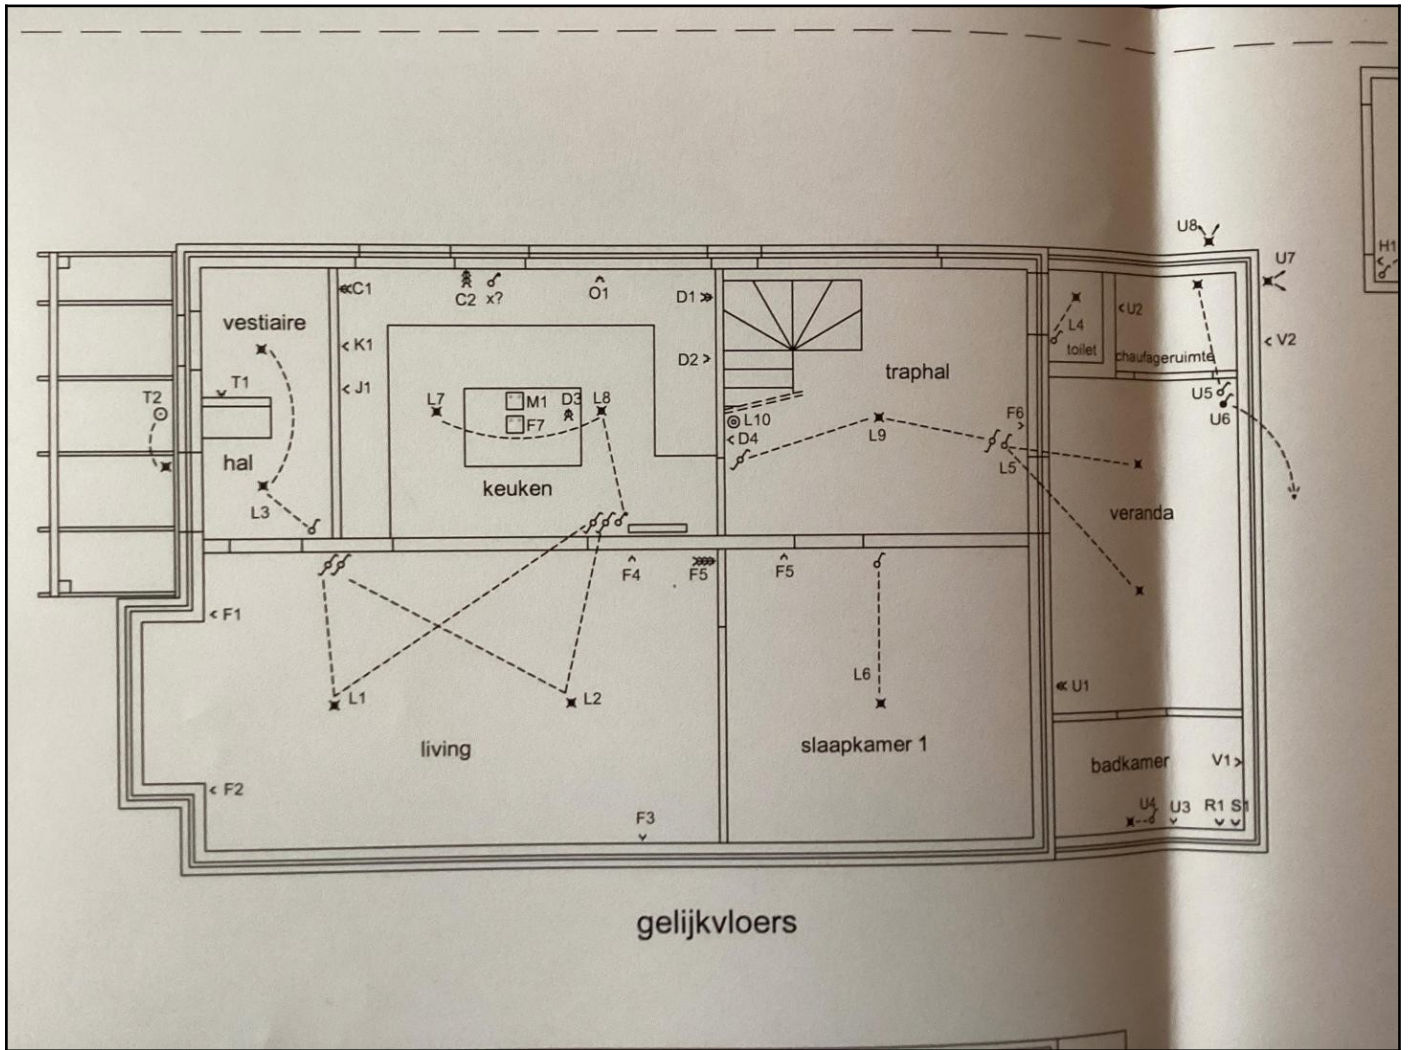 U8
U7
H1
C1
C2
x?
O1
D1
U2
L4
toilet
chaufageruimte
V2
vestiaire
K1
D2
traphal
T1
J1
T2
L7
M1
D3
L8
F7
L10
D4
L9
F6
L5
U5
U6
hal
keuken
L3
veranda
F4
F5
F5
F1
L1
L2
L6
U1
living
slaapkamer 1
badkamer
V1
F2
F3
U4
U3
R1
S1
gelijkvloers